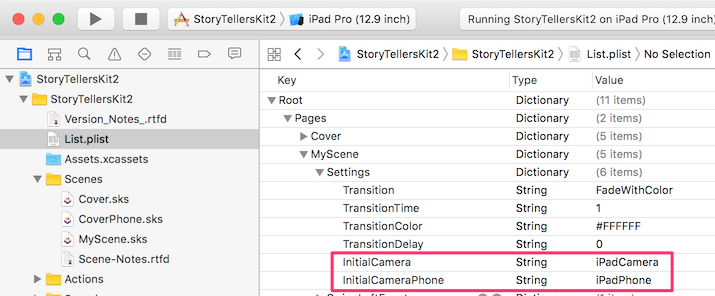 StoryTellersKit2 iPad Pro (12.9 inch) Running StoryTellersKit2 on iPad Pro (12.9 inch)
StoryTellersKit2 StoryTellersKit2 List.plist No Selection
Key Type Value
StoryTellersKit2
StoryTellersKit2
Version_Notes_.rtfd
List.plist
Assets.xcassets
Scenes
Cover.sks
CoverPhone.sks
MyScene.sks
Scene-Notes.rtfd
Actions
Root Dictionary (11 items)
Pages Dictionary (2 items)
Cover Dictionary (5 items)
MyScene Dictionary (5 items)
Settings Dictionary (6 items)
Transition String FadeWithColor
TransitionTime String 1
TransitionColor String #FFFFFF
TransitionDelay String 0
InitialCamera String iPadCamera
InitialCameraPhone String iPadPhone